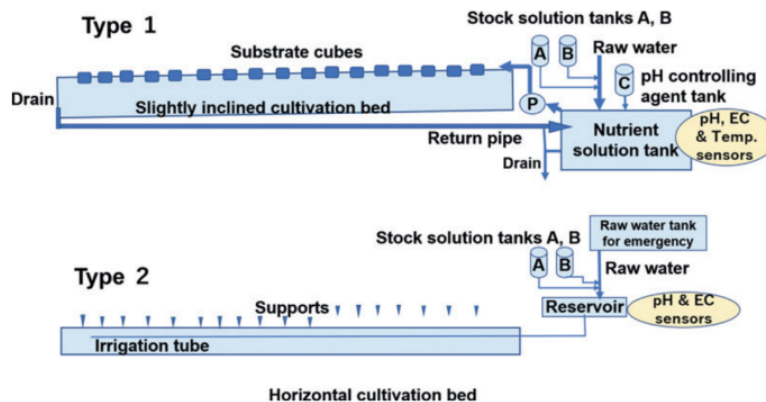 Type 1
Stock solution tanks A, B
Substrate cubes
A
B
Raw water
C
pH controlling
agent tank
Drain
Slightly inclined cultivation bed
P
Return pipe
Nutrient
solution tank
pH, EC
& Temp.
sensors
Drain
Type 2
Stock solution tanks A, B
Raw water tank
for emergency
A
B
Raw water
Supports
Reservoir
pH & EC
sensors
Irrigation tube
Horizontal cultivation bed